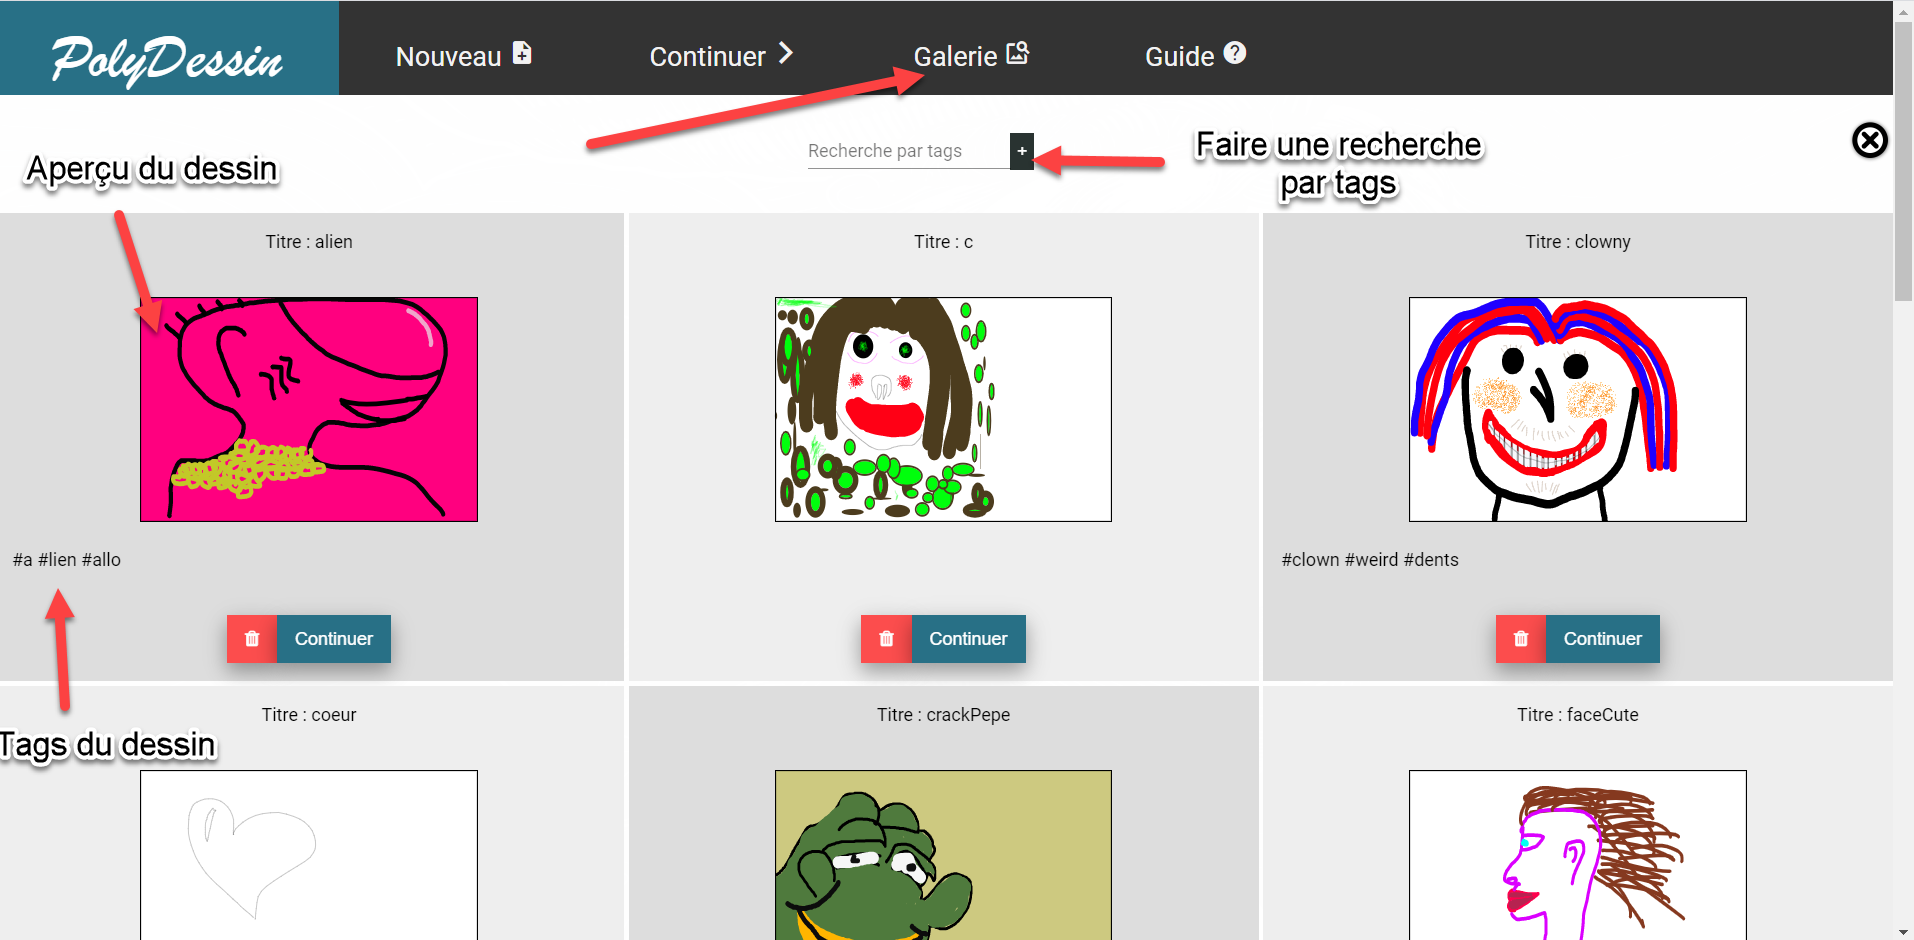 PolyDessin
Nouveau
Continuer
Galerie
Guide
Recherche par tags
+
Faire une recherche
par tags
Aperçu du dessin
Titre : alien
Titre : c
Titre : clowny
#a #lien #allo
#clown #weird #dents
Continuer
Continuer
Continuer
Titre : coeur
Titre : crackPepe
Titre : faceCute
Tags du dessin